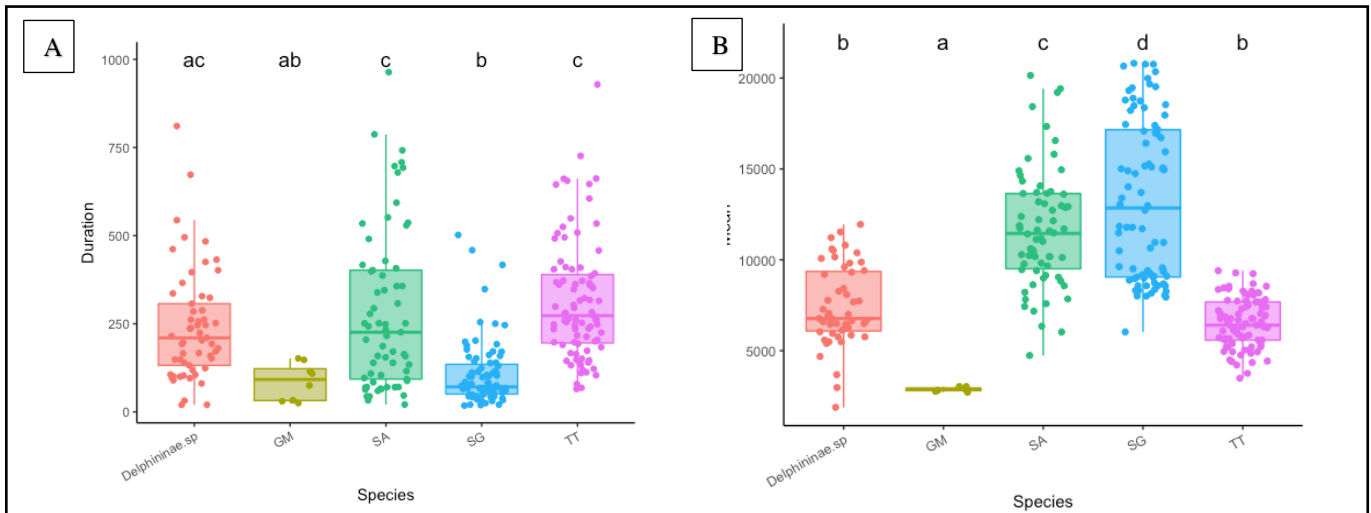 A
ac ab c b c
1000
750
500
250
0
Duration
Delphininae.sp GM SA SG TT
Species
B
b a c d b
20000
15000
10000
5000
Delphininae.sp GM SA SG TT
Species